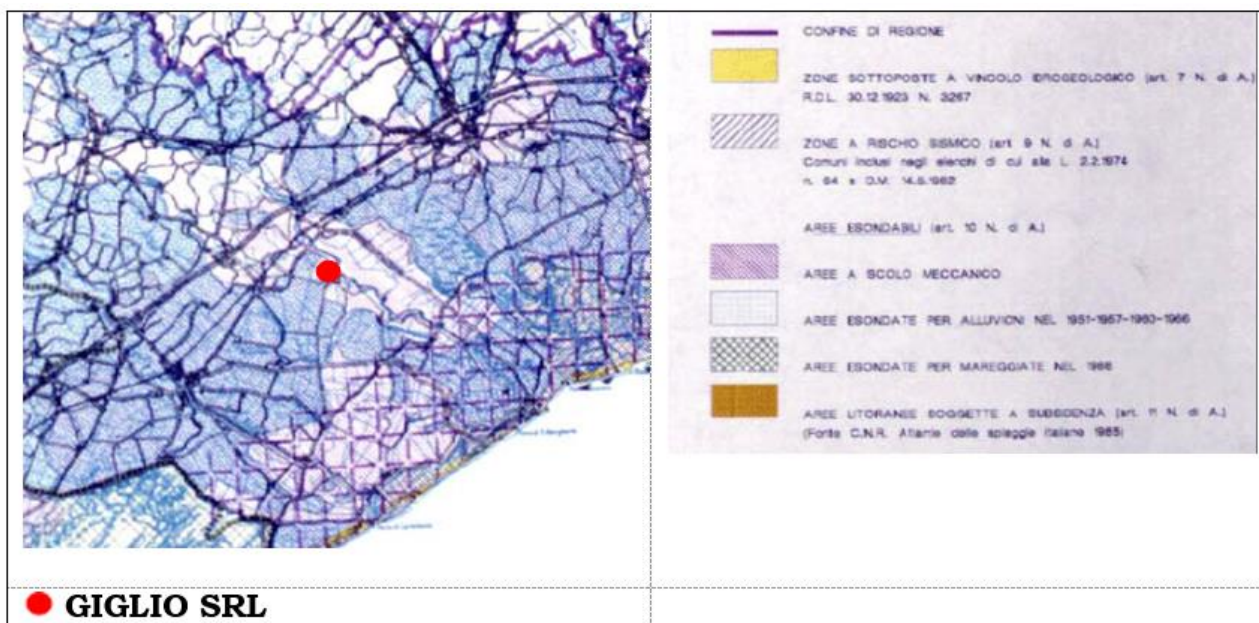 CONFINE DI REGIONE
ZONE SOTTOPOSTE A VINCOLO IDROGEOLOGICO (art. 7 N. di A.)
R.D.L. 30.12.1923 N. 3267
ZONE A RISCHIO SISMICO (art. 9 N. di A.)
Comuni inclusi negli elenchi di cui alla L. 2.2.1974
n. 64 e D.M. 14.5.1982
AREE ESONDABILI (art. 10 N. di A.)
AREE A SCOLO MECCANICO
AREE ESONDATE PER ALLUVIONI NEL 1951-1957-1960-1966
AREE ESONDATE PER MAREGGIATE NEL 1966
AREE LITORANEE SOGGETTE A SUBSIDENZA (art. 11 N. di A.)
(Fonte C.N.R. Atlante delle spiagge italiane 1985)
GIGLIO SRL